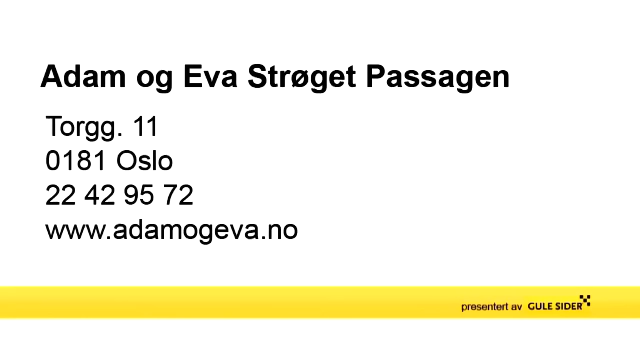 Adam og Eva Strøget Passagen
Torgg. 11
0181 Oslo
22 42 95 72
www.adamogeva.no
presentert av GULE SIDER